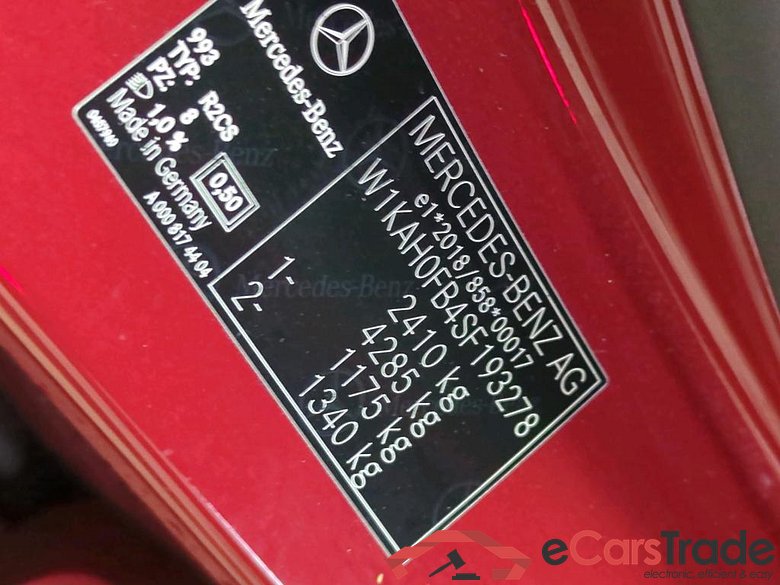 MERCEDES-BENZ AG
e1*2018/858*00017
W1KAH0FB4SF193278
2410 kg
4285 kg
1- 1175 kg
2- 1340 kg
Mercedes-Benz
993
TYP: R2CS
FZ: 8
1,0 %
0,50
Made in Germany
A 000 817 44 04
Mercedes-Benz
eCarsTrade
electronic, efficient & easy